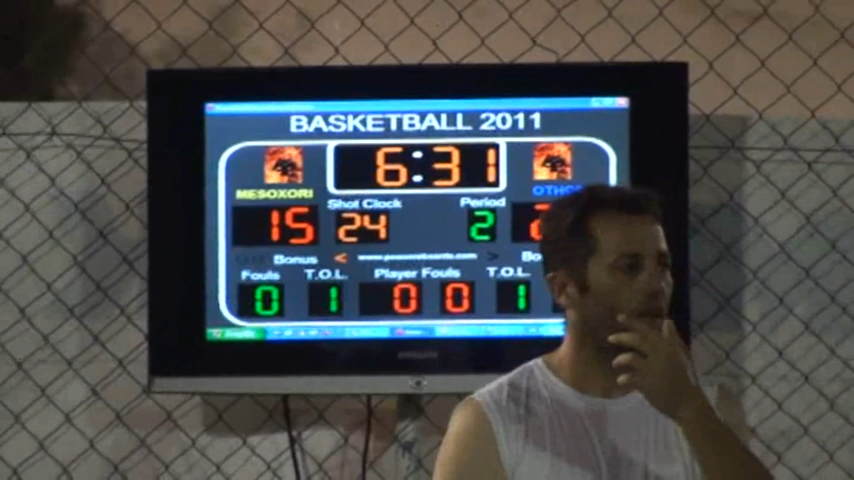 BASKETBALL 2011
6:31
MESOXORI
Shot Clock
Period
15
24
2
Bonus
<
>
Fouls
T.O.L.
Player Fouls
T.O.L.
0
1
0 0
1